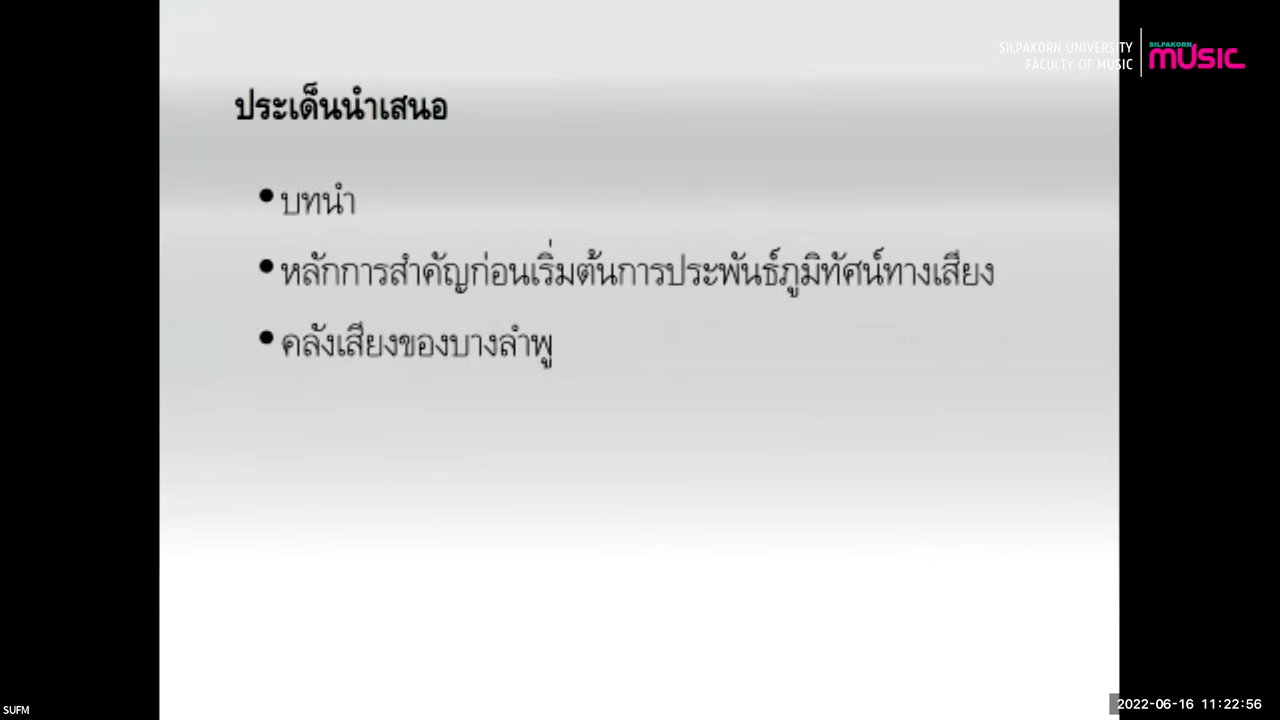 SILPAKORN UNIVERSITY
FACULTY OF MUSIC
SILPAKORN
MUSIC
ประเด็นนำเสนอ
• บทนำ
• หลักการสำคัญก่อนเริ่มต้นการประพันธ์ภูมิทัศน์ทางเสียง
• คลังเสียงของบางลำพู
SUFM
2022-06-16 11:22:56